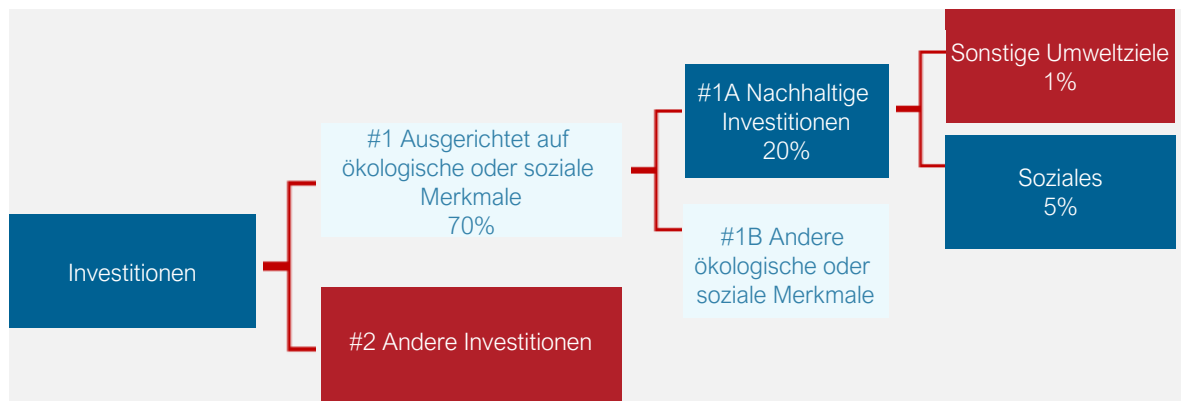 Investitionen
#1 Ausgerichtet auf
ökologische oder soziale
Merkmale
70%
#2 Andere Investitionen
#1A Nachhaltige
Investitionen
20%
#1B Andere
ökologische oder
soziale Merkmale
Sonstige Umweltziele
1%
Soziales
5%